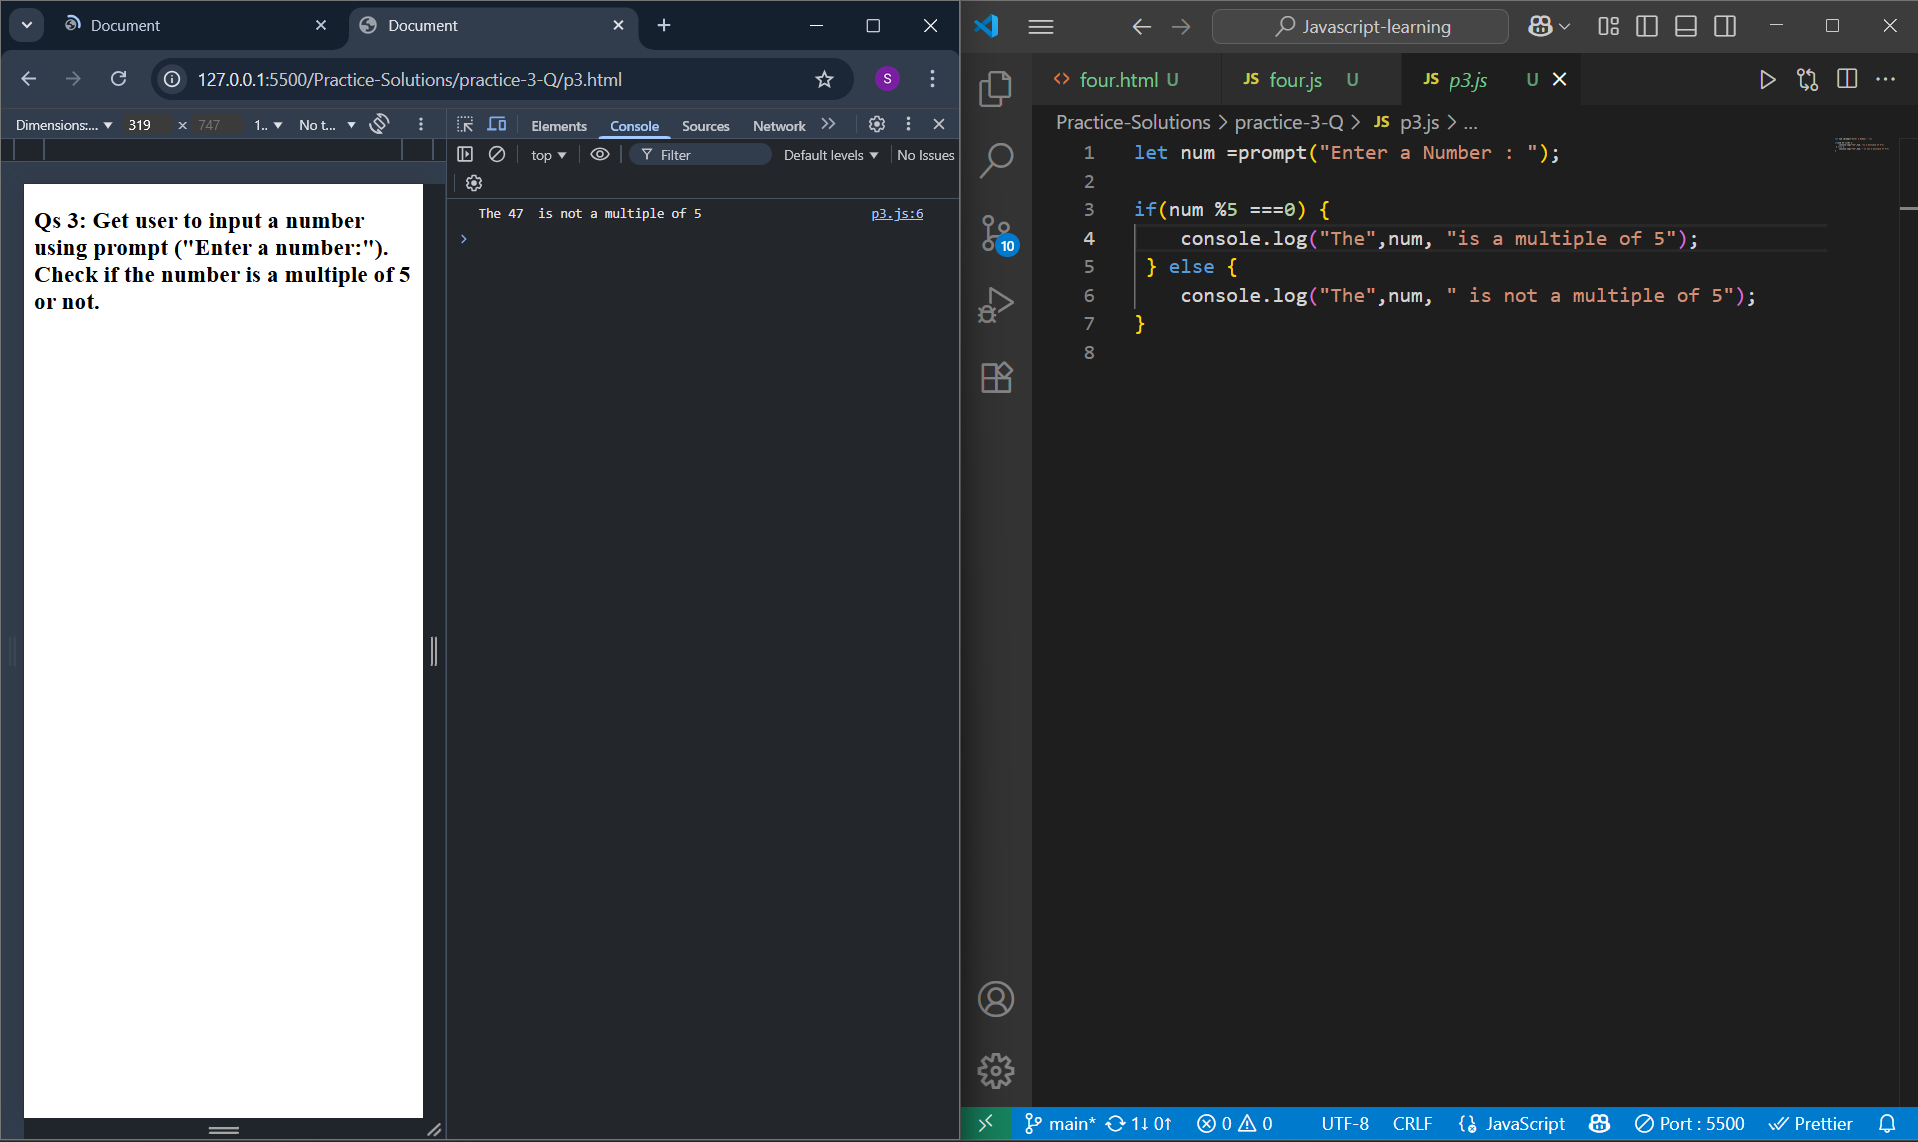 Document
Document
127.0.0.1:5500/Practice-Solutions/practice-3-Q/p3.html
S
Dimensions:... 319 × 747 1.. No t...
Elements Console Sources Network
top Filter Default levels No Issues
The 47  is not a multiple of 5 p3.js:6
Qs 3: Get user to input a number
using prompt ("Enter a number:").
Check if the number is a multiple of 5
or not.
Javascript-learning
four.html U
JS four.js U
JS p3.js U
Practice-Solutions > practice-3-Q > JS p3.js > ...
1 let num =prompt("Enter a Number : ");
2
3 if(num %5 ===0) {
4 console.log("The",num, "is a multiple of 5");
5 } else {
6 console.log("The",num, " is not a multiple of 5");
7 }
8
10
main* 1↓ 0↑ 0 0 UTF-8 CRLF {} JavaScript Port : 5500 Prettier